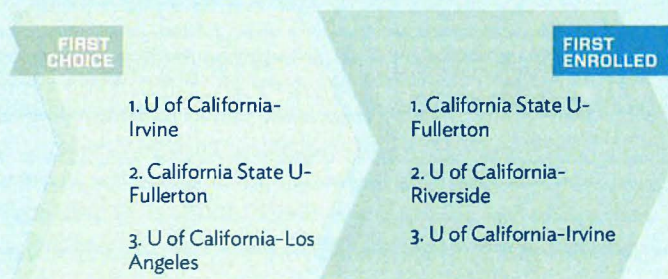 FIRST
CHOICE
1. U of California-
Irvine
2. California State U-
Fullerton
3. U of California-Los
Angeles
FIRST
ENROLLED
1. California State U-
Fullerton
2. U of California-
Riverside
3. U of California-Irvine